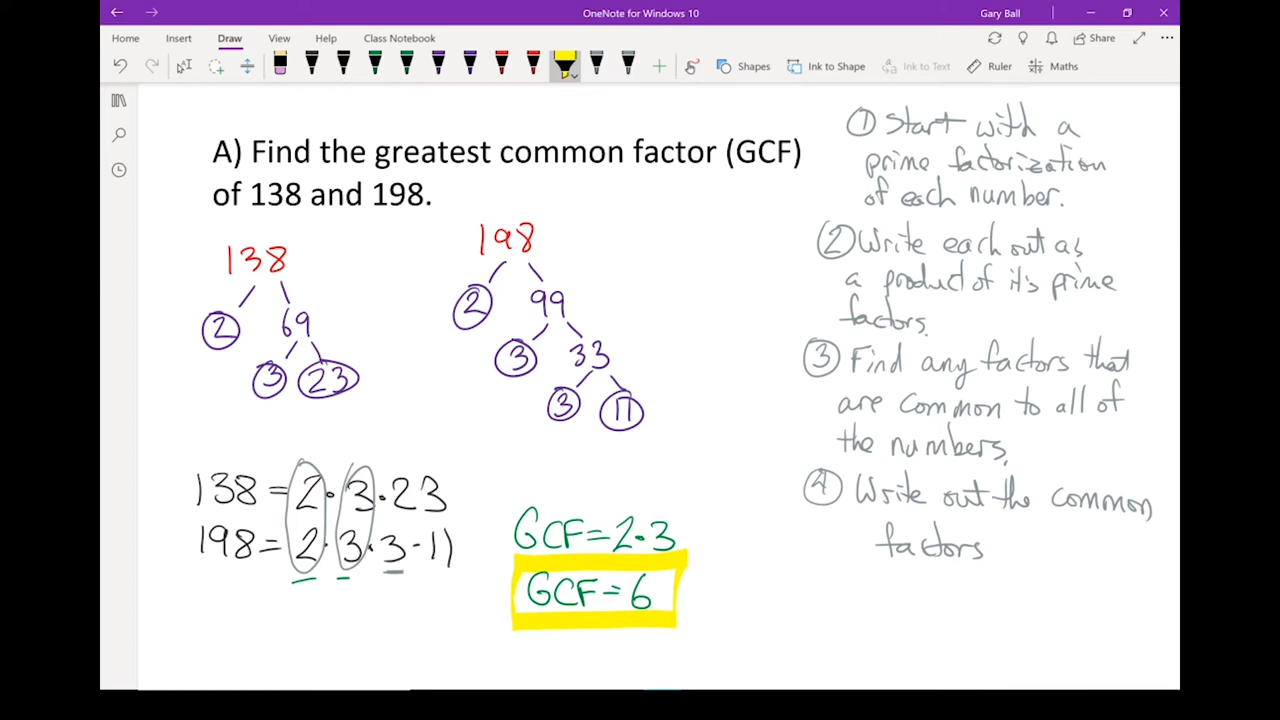 OneNote for Windows 10
Gary Ball
Home Insert Draw View Help Class Notebook
Share
Shapes
Ink to Shape
Ink to Text
Ruler
Maths
A) Find the greatest common factor (GCF)
of 138 and 198.
138
2 69
3 23
198
2 99
3 33
3 11
138 = 2·3·23
198 = 2·3·3·11
GCF = 2·3
GCF = 6
① Start with a
prime factorization
of each number.
② Write each out as
a product of it's prime
factors.
③ Find any factors that
are common to all of
the numbers.
④ Write out the common
factors